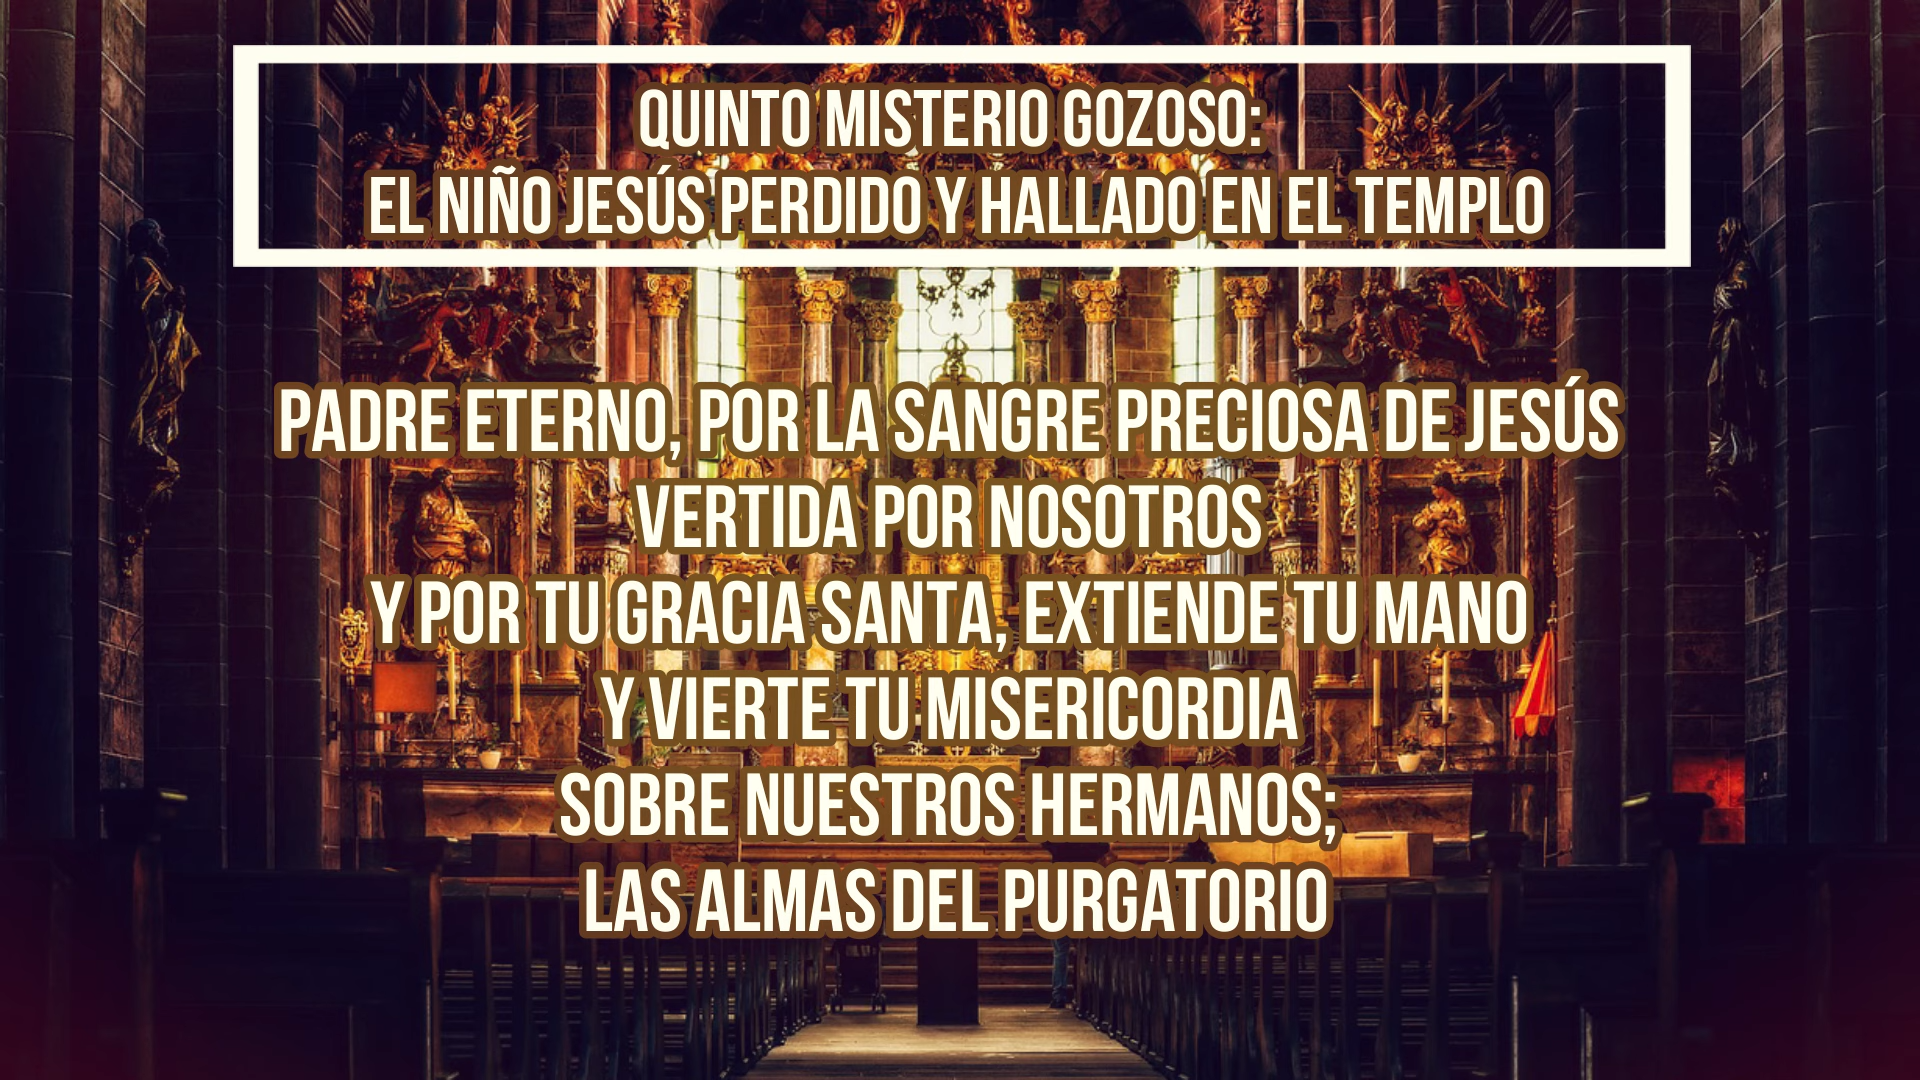 QUINTO MISTERIO GOZOSO:
EL NIÑO JESÚS PERDIDO Y HALLADO EN EL TEMPLO
PADRE ETERNO, POR LA SANGRE PRECIOSA DE JESÚS
VERTIDA POR NOSOTROS
Y POR TU GRACIA SANTA, EXTIENDE TU MANO
Y VIERTE TU MISERICORDIA
SOBRE NUESTROS HERMANOS;
LAS ALMAS DEL PURGATORIO